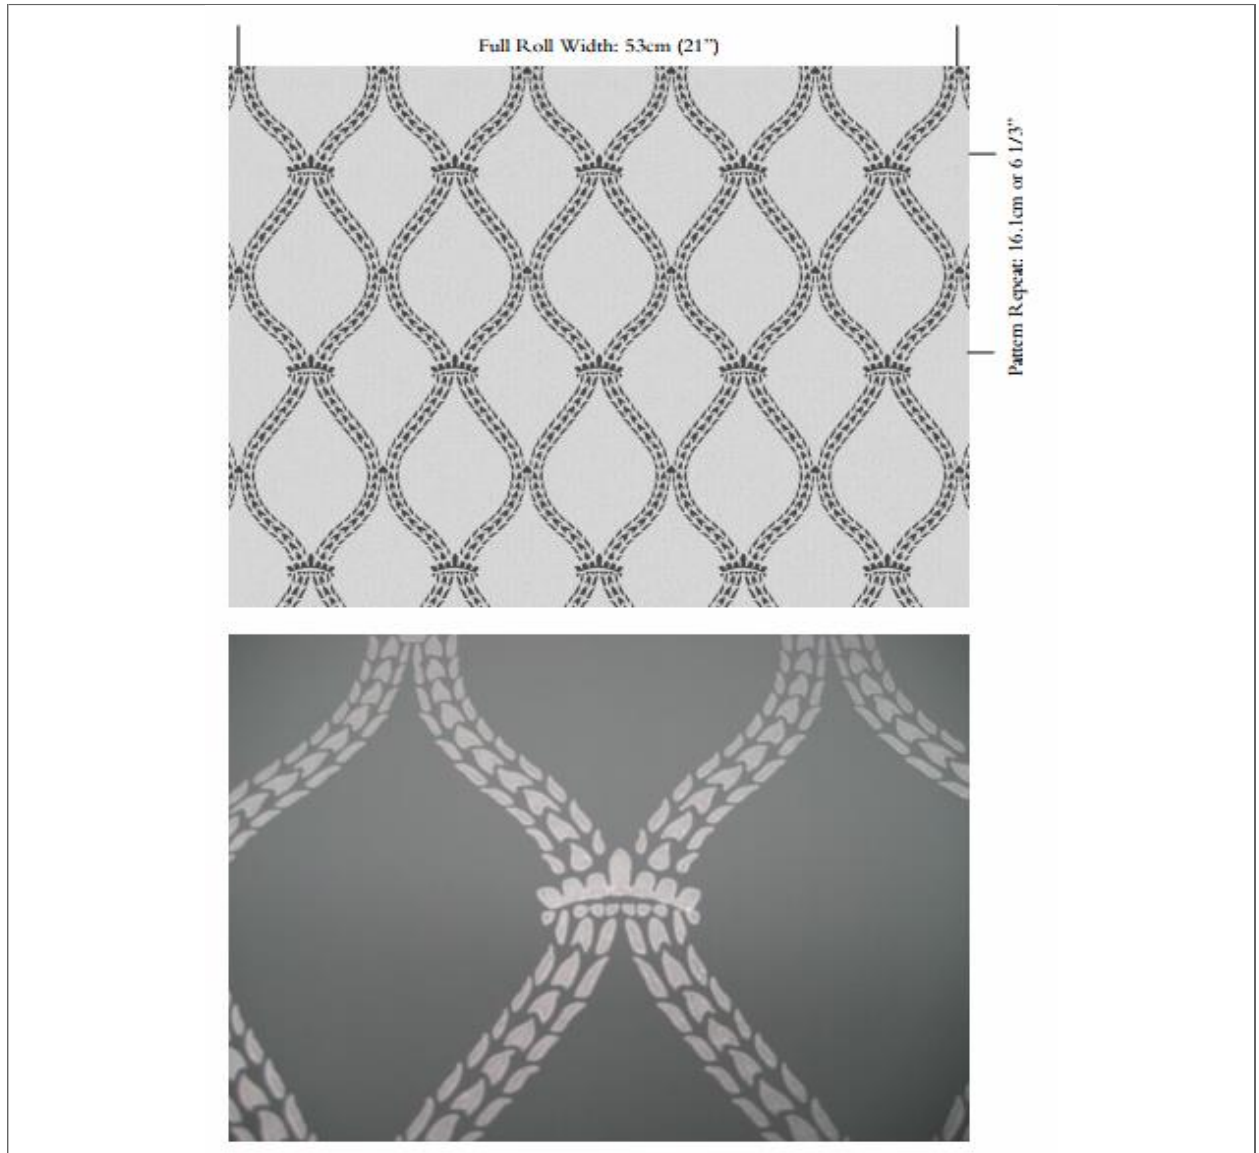 Full Roll Width: 53cm (21”)
Pattern Repeat: 16.1cm or 6 1/3”